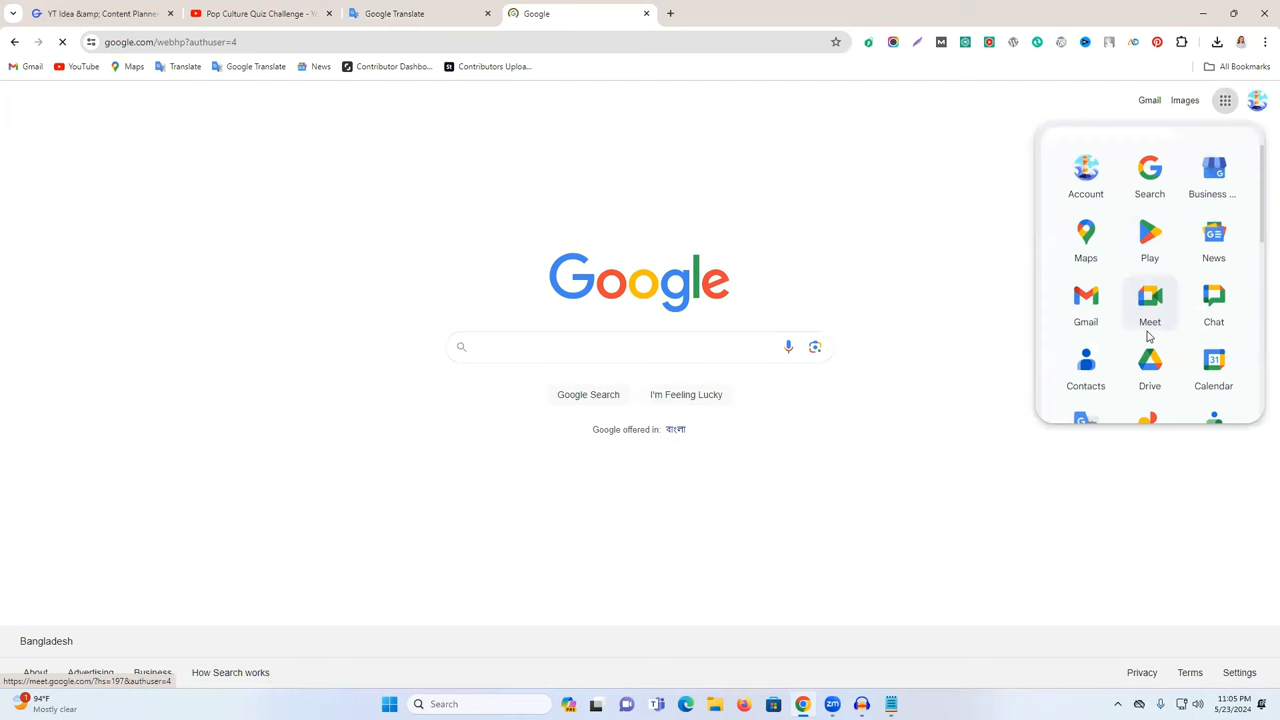 YT Idea &amp; Content Planner
Pop Culture Quiz Challenge - Y
Google Translate
Google
google.com/webhp?authuser=4
Gmail
YouTube
Maps
Translate
Google Translate
News
Contributor Dashbo...
Contributors Uploa...
All Bookmarks
Gmail
Images
Account
Search
Business ...
Maps
Play
News
Gmail
Meet
Chat
Contacts
Drive
Calendar
Google
Google Search
I'm Feeling Lucky
Google offered in: বাংলা
Bangladesh
About
Advertising
Business
How Search works
Privacy
Terms
Settings
https://meet.google.com/?hs=197&authuser=4
94°F
Mostly clear
Search
11:05 PM
5/23/2024